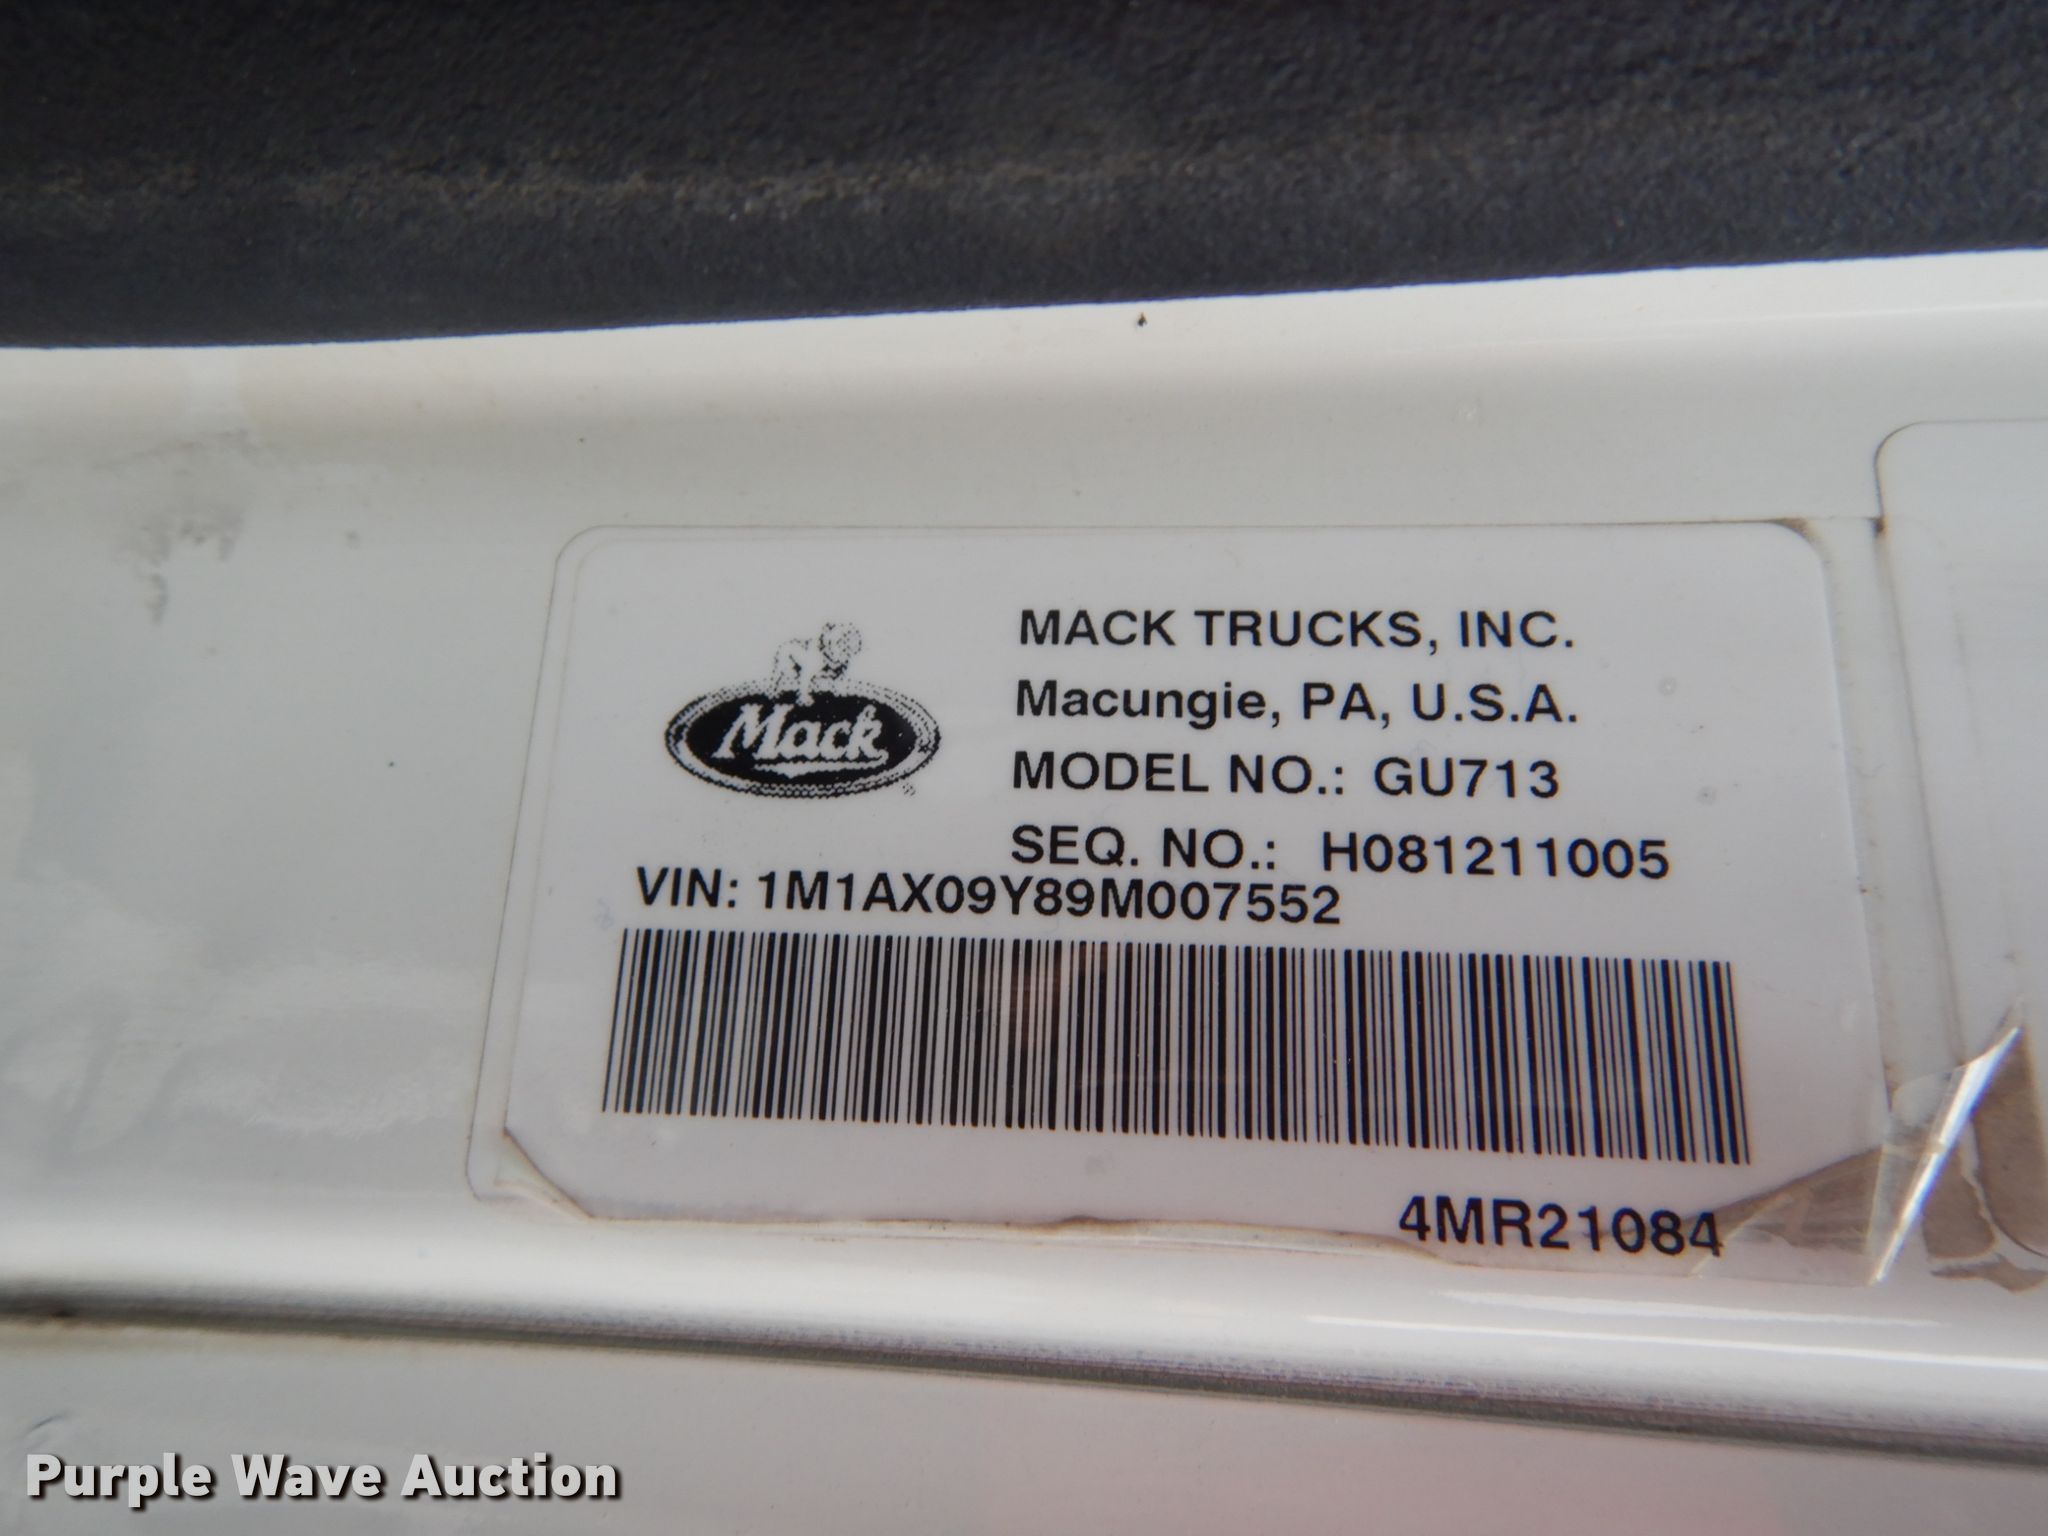 Mack
MACK TRUCKS, INC.
Macungie, PA, U.S.A.
MODEL NO.: GU713
SEQ. NO.: H081211005
VIN: 1M1AX09Y89M007552
4MR21084
Purple Wave Auction